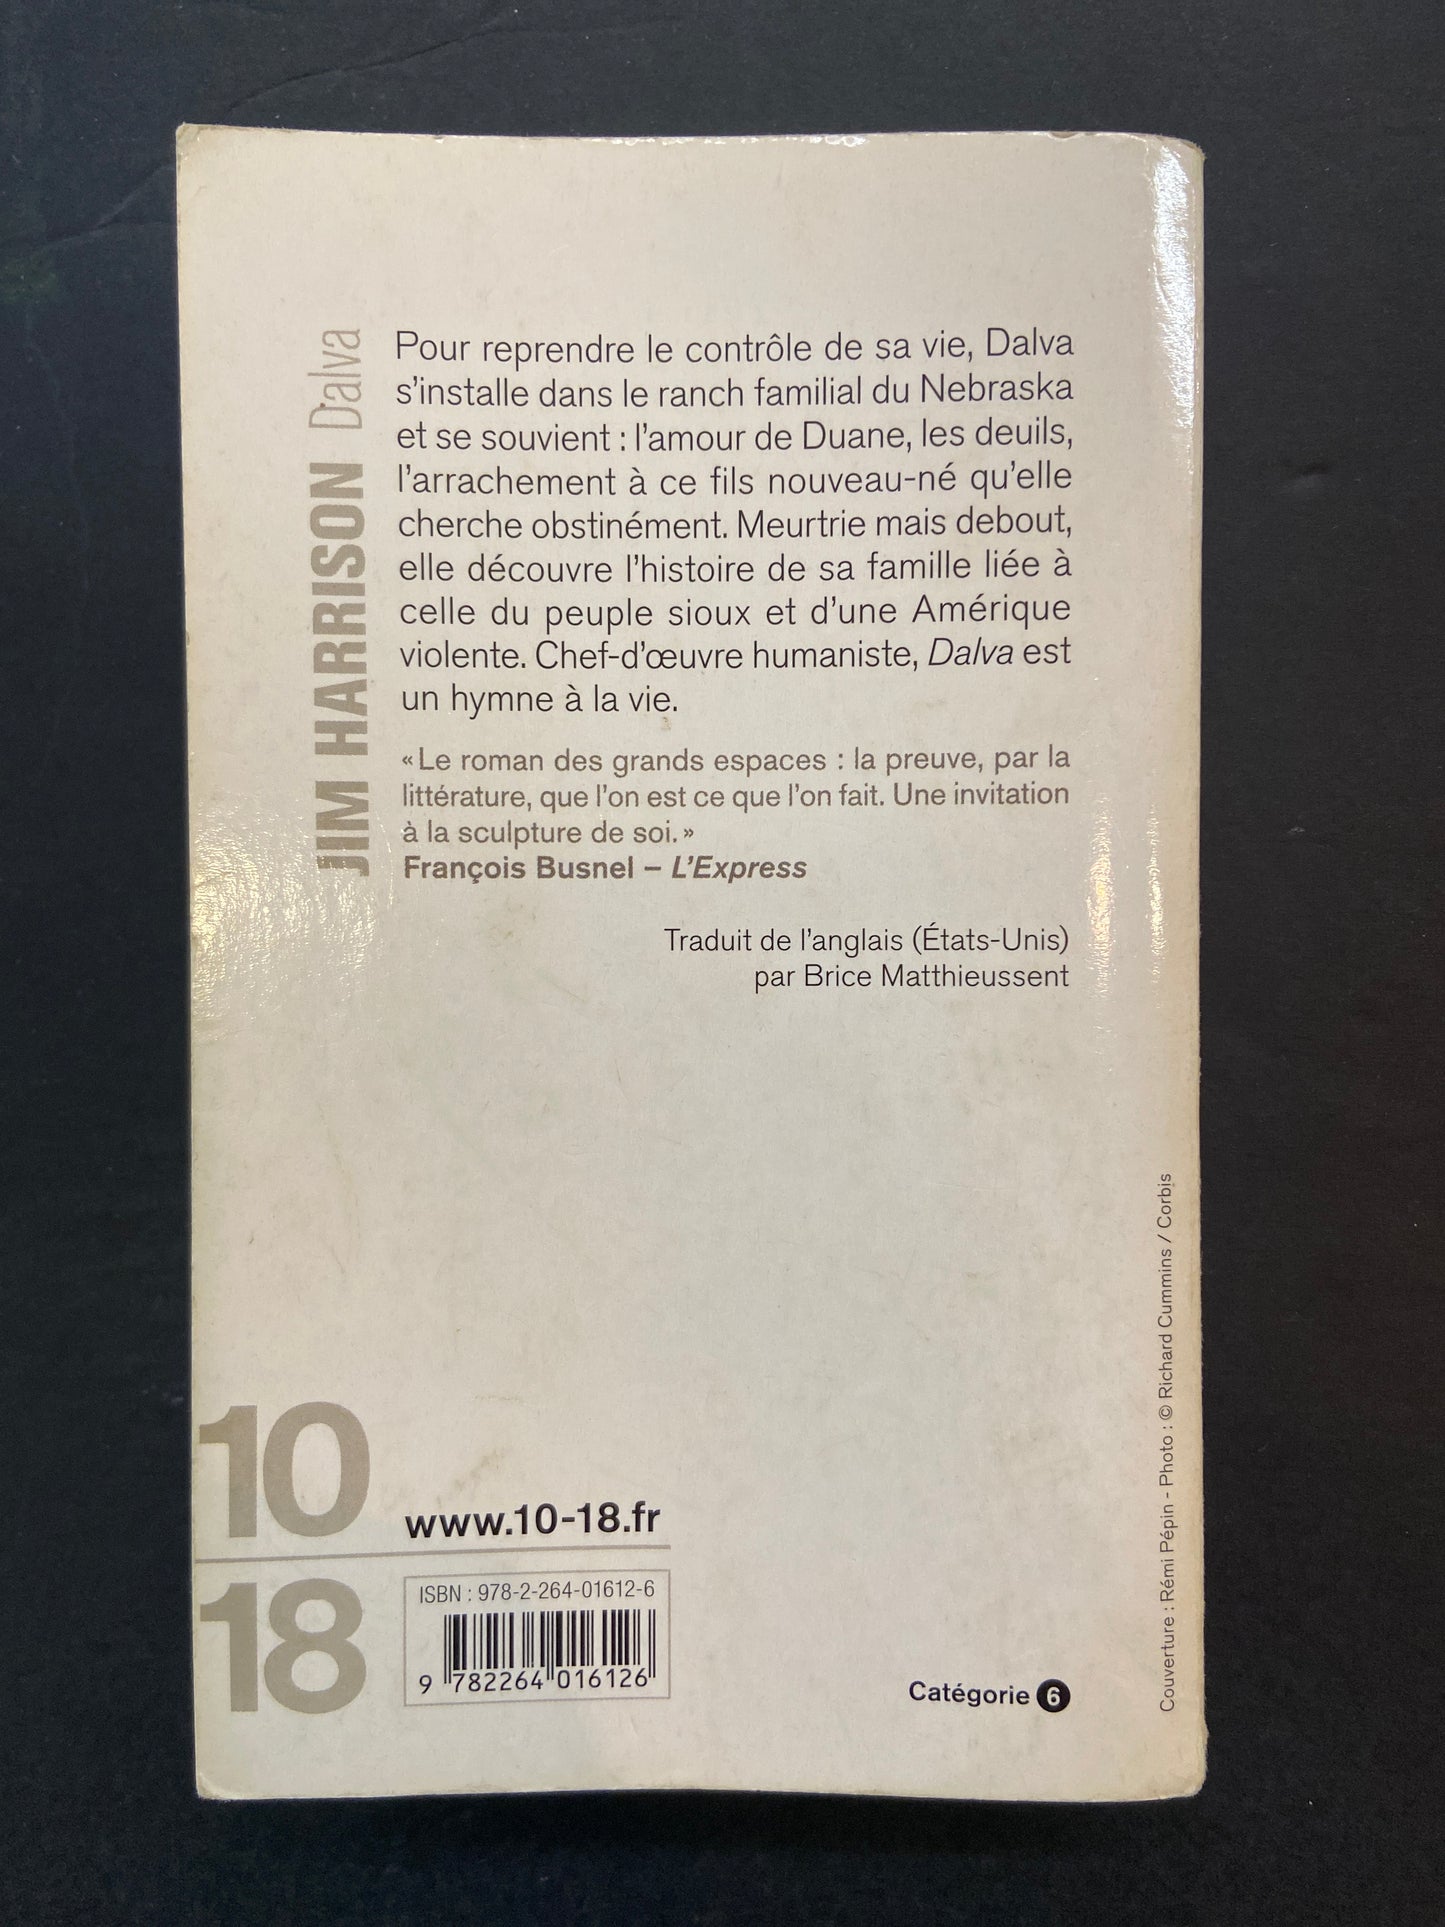 JIM HARRISON Dalva
Pour reprendre le contrôle de sa vie, Dalva
s'installe dans le ranch familial du Nebraska
et se souvient : l'amour de Duane, les deuils,
l'arrachement à ce fils nouveau-né qu'elle
cherche obstinément. Meurtrie mais debout,
elle découvre l'histoire de sa famille liée à
celle du peuple sioux et d'une Amérique
violente. Chef-d'œuvre humaniste, Dalva est
un hymne à la vie.
« Le roman des grands espaces : la preuve, par la
littérature, que l'on est ce que l'on fait. Une invitation
à la sculpture de soi. »
François Busnel – L'Express
Traduit de l'anglais (États-Unis)
par Brice Matthieussent
10
18
www.10-18.fr
ISBN : 978-2-264-01612-6
9 782264 016126
Catégorie 6
Couverture : Rémi Pépin - Photo : © Richard Cummins / Corbis